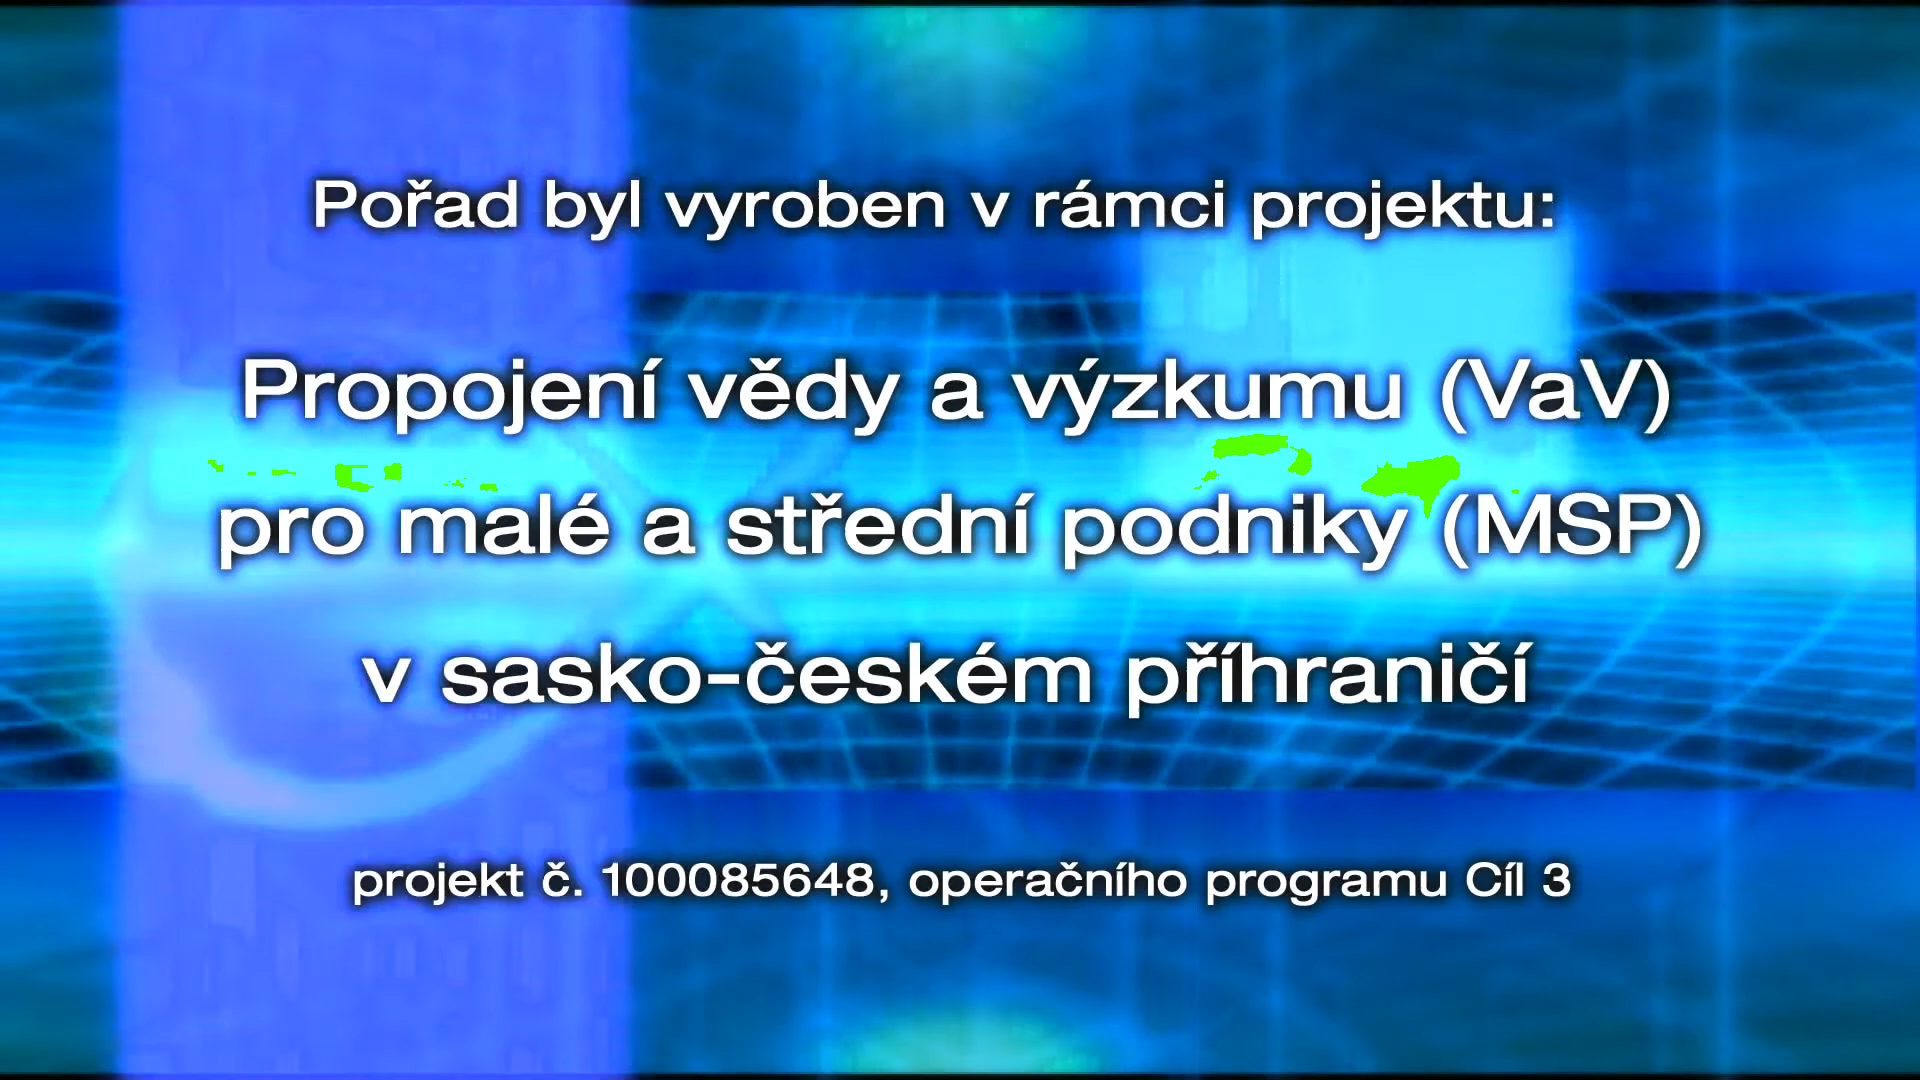 Pořad byl vyroben v rámci projektu:
Propojení vědy a výzkumu (VaV)
pro malé a střední podniky (MSP)
v sasko-českém příhraničí
projekt č. 100085648, operačního programu Cíl 3